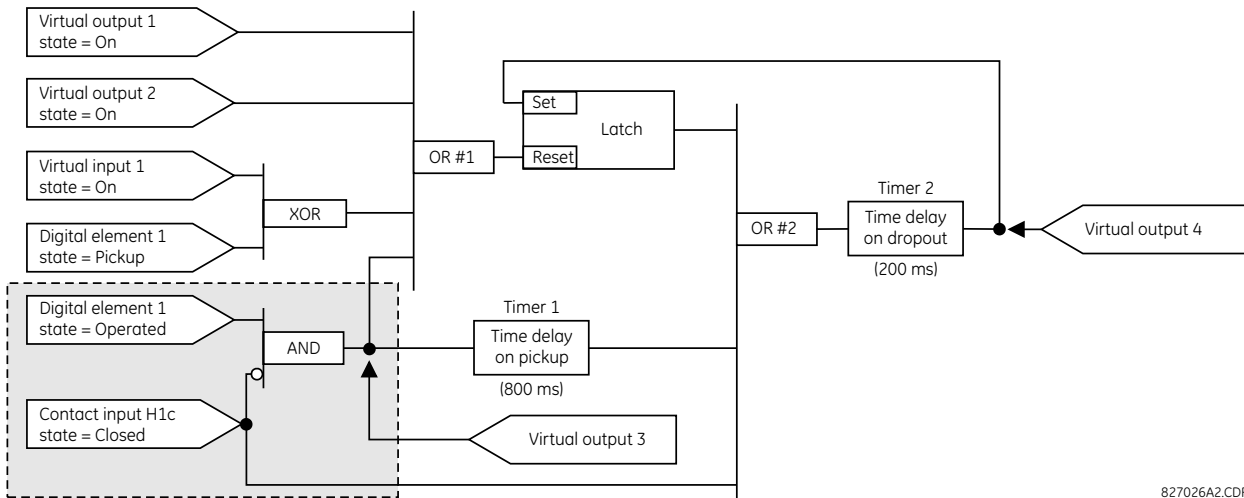 Virtual output 1
state = On
Virtual output 2
state = On
Virtual input 1
state = On
Digital element 1
state = Pickup
Digital element 1
state = Operated
Contact input H1c
state = Closed
XOR
AND
OR #1
Set
Reset
Latch
Timer 1
Time delay
on pickup
(800 ms)
Virtual output 3
OR #2
Timer 2
Time delay
on dropout
(200 ms)
Virtual output 4
827026A2.CDR